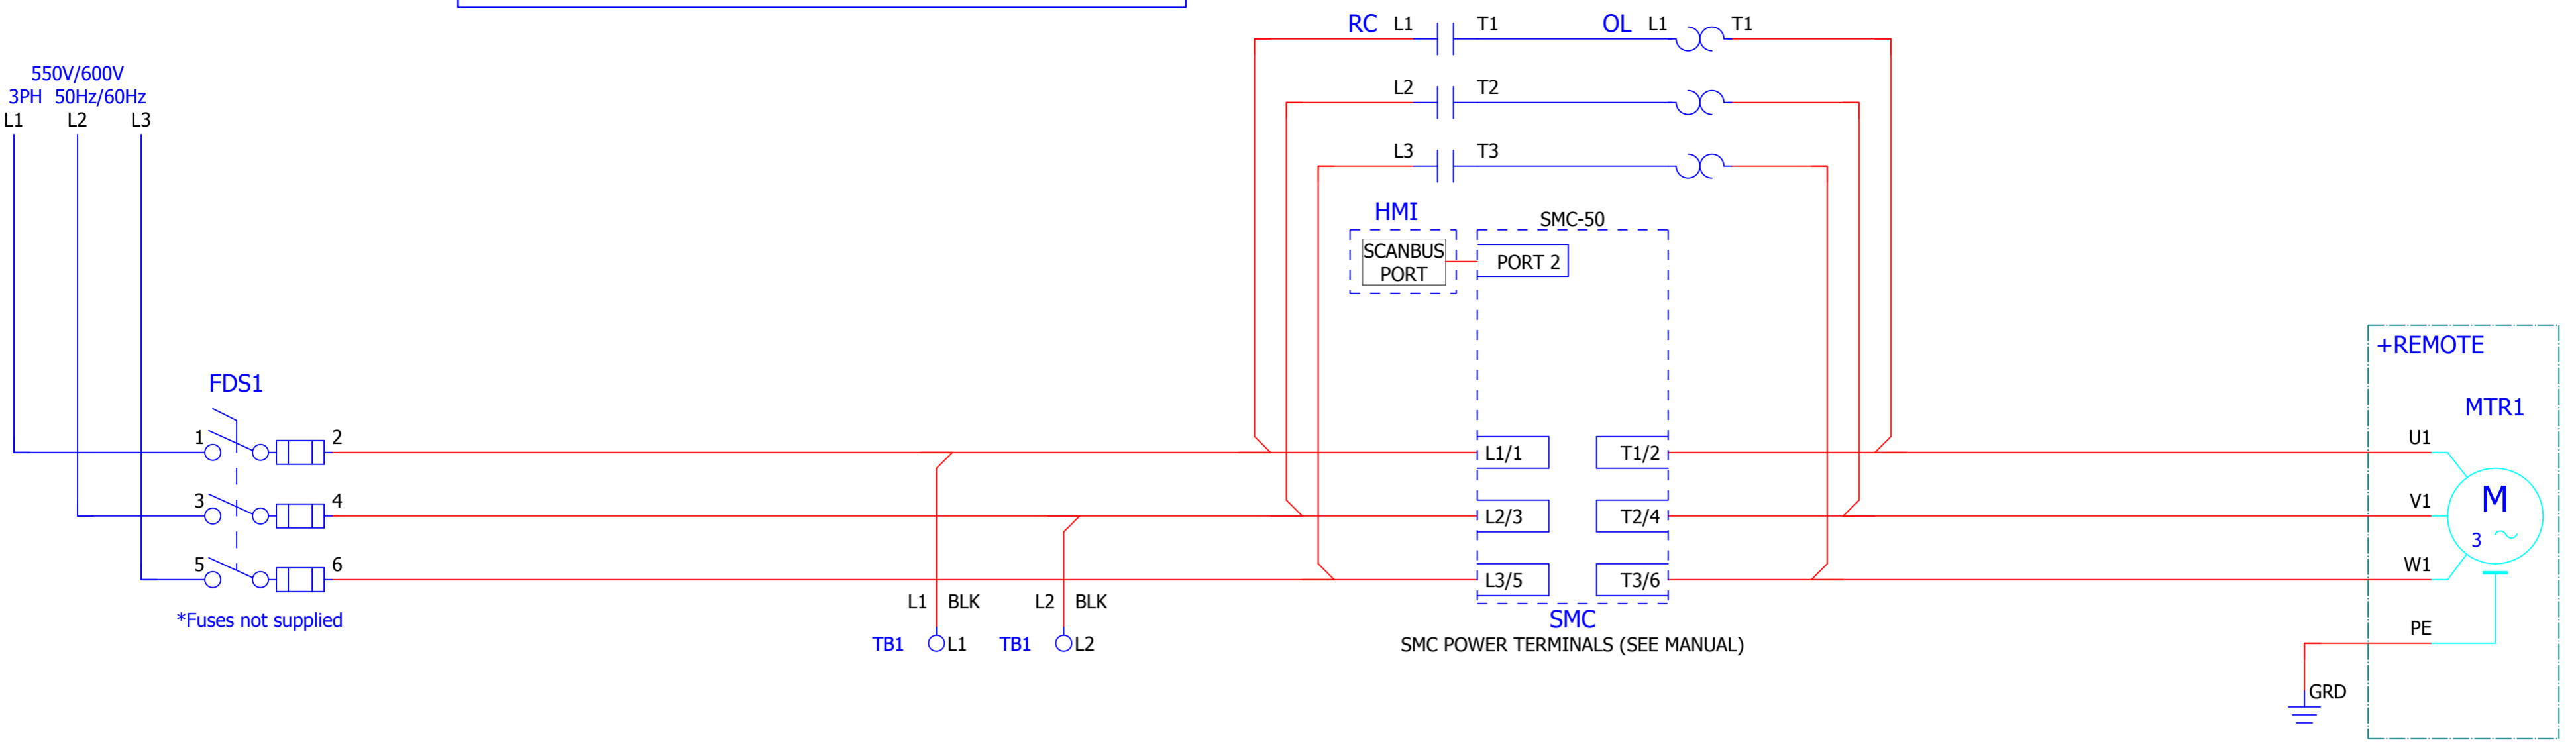 RC L1 T1 OL L1 T1
550V/600V
3PH 50Hz/60Hz
L1 L2 L3
L2 T2
L3 T3
HMI
SMC-50
SCANBUS
PORT
PORT 2
+REMOTE
FDS1
MTR1
1 2
L1/1 T1/2
U1
3 4
L2/3 T2/4
V1
M
3
5 6
L3/5 T3/6
W1
*Fuses not supplied
L1 BLK L2 BLK
SMC
TB1 L1 TB1 L2
SMC POWER TERMINALS (SEE MANUAL)
PE
GRD